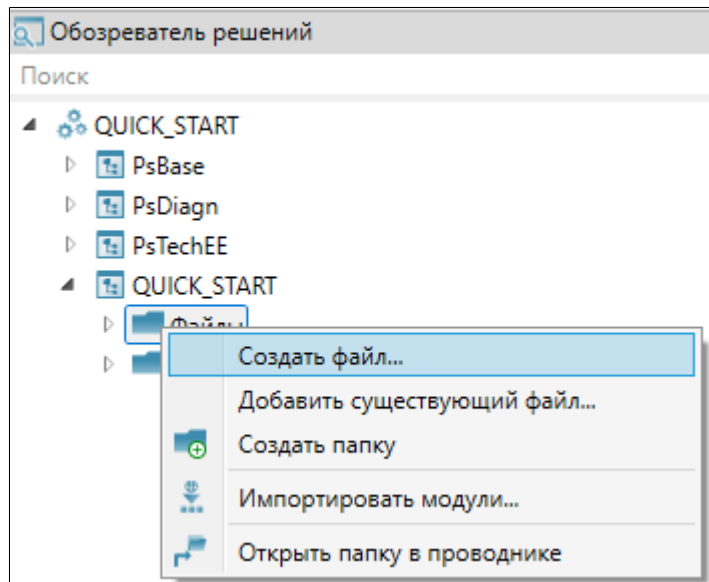 Обозреватель решений
Поиск
QUICK_START
PsBase
PsDiagn
PsTechEE
QUICK_START
Файлы
Создать файл...
Добавить существующий файл...
Создать папку
Импортировать модули...
Открыть папку в проводнике